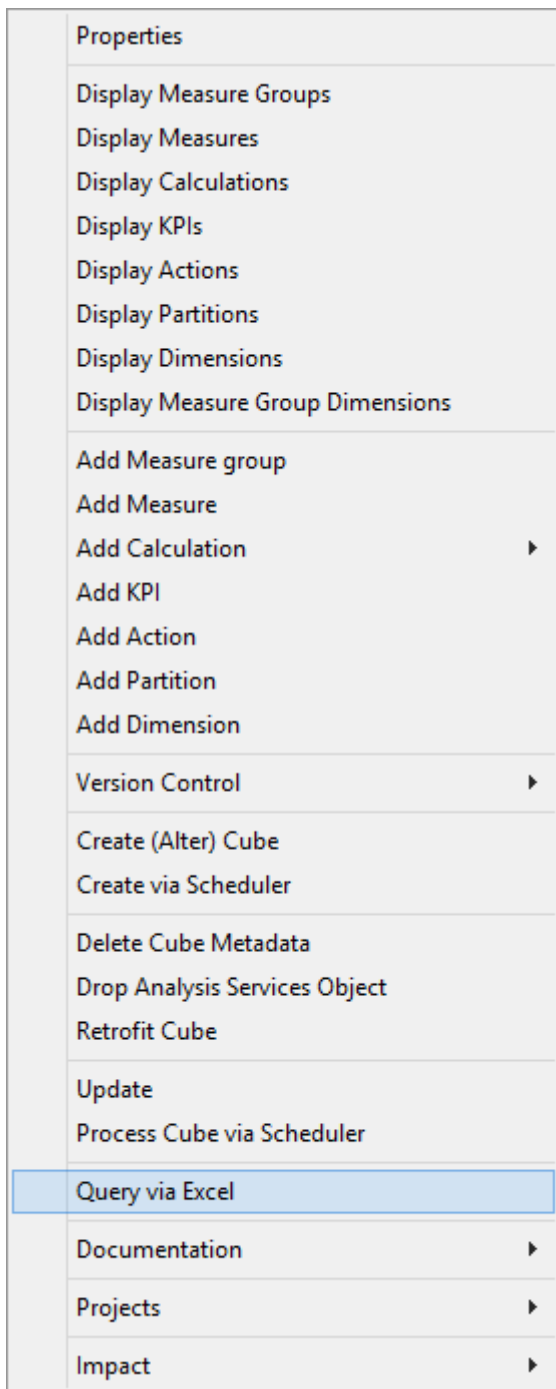 Properties
Display Measure Groups
Display Measures
Display Calculations
Display KPIs
Display Actions
Display Partitions
Display Dimensions
Display Measure Group Dimensions
Add Measure group
Add Measure
Add Calculation
Add KPI
Add Action
Add Partition
Add Dimension
Version Control
Create (Alter) Cube
Create via Scheduler
Delete Cube Metadata
Drop Analysis Services Object
Retrofit Cube
Update
Process Cube via Scheduler
Query via Excel
Documentation
Projects
Impact